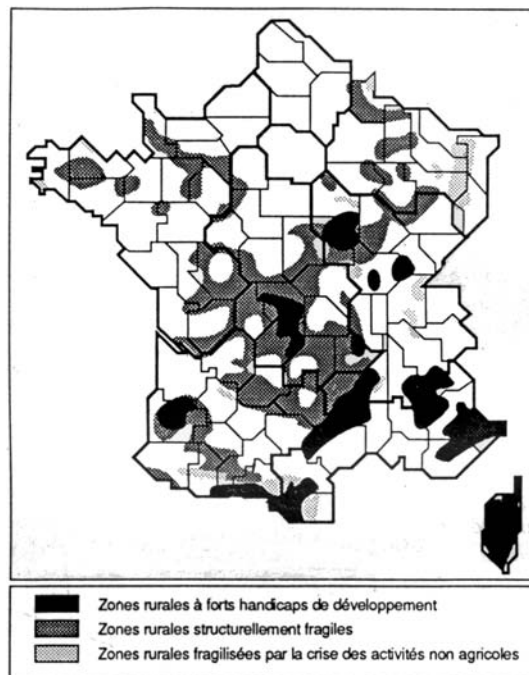 Zones rurales à forts handicaps de développement
Zones rurales structurellement fragiles
Zones rurales fragilisées par la crise des activités non agricoles